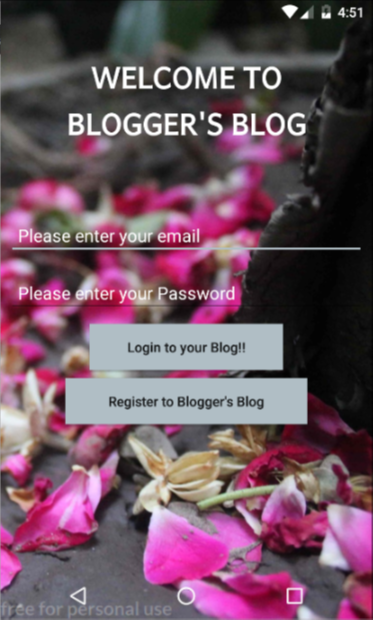 4:51
WELCOME TO
BLOGGER'S BLOG
Please enter your email
Please enter your Password
Login to your Blog!!
Register to Blogger's Blog
free for personal use